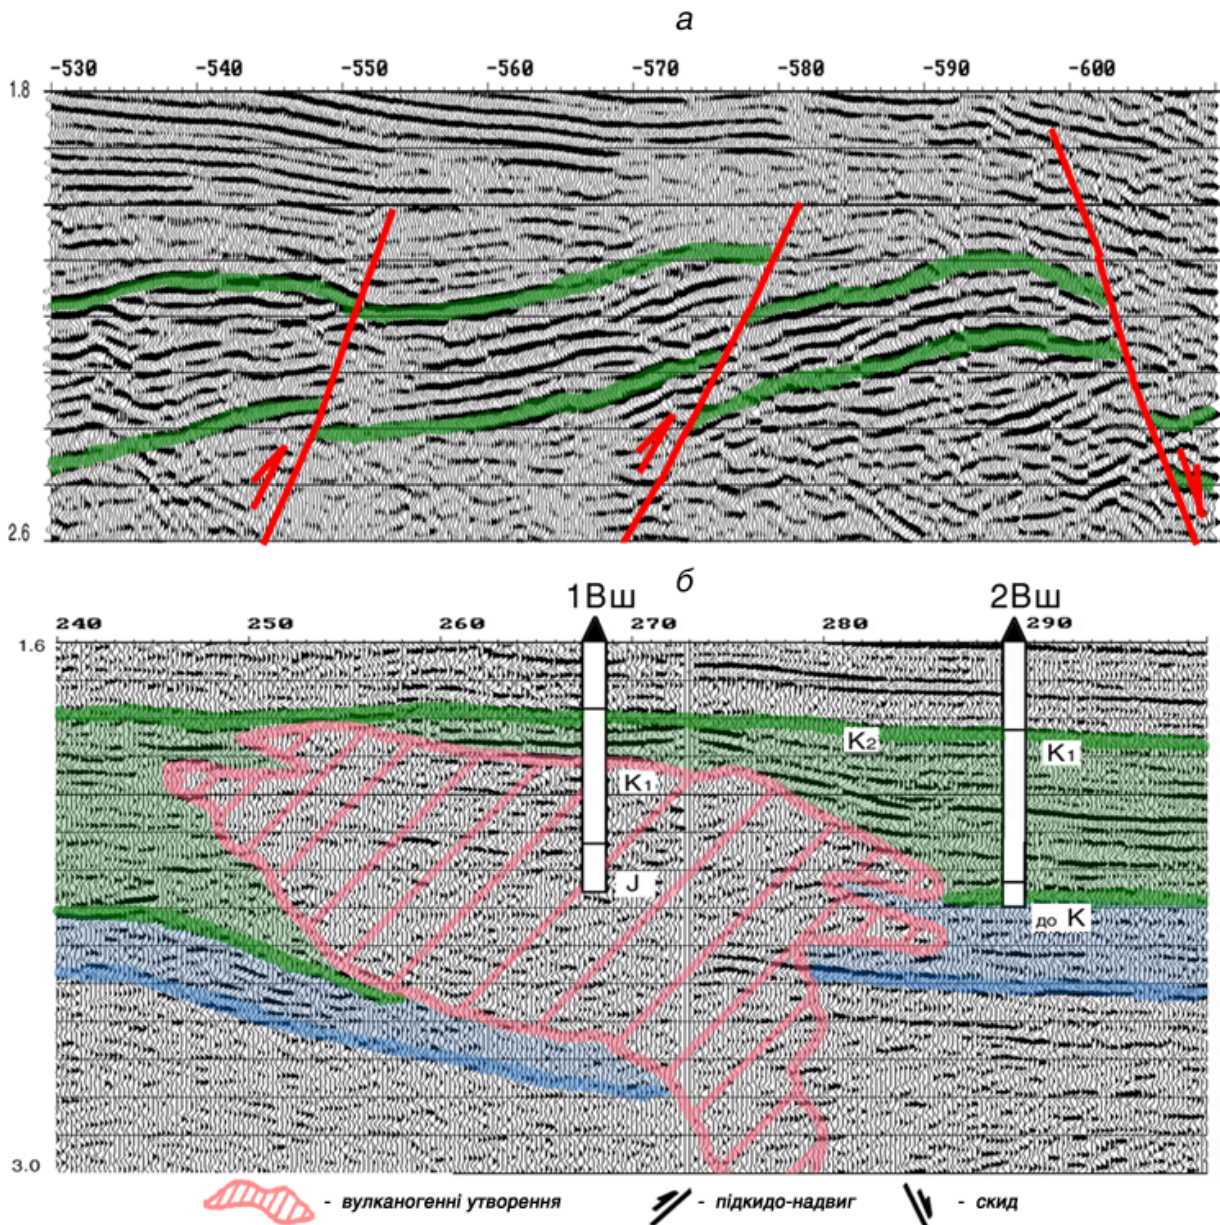 а
-530 -540 -550 -560 -570 -580 -590 -600
1.8
2.6
б
1Вш 2Вш
240 250 260 270 280 290
1.6
K2 K1
K1
J
до K
3.0
- вулканогенні утворення - підкидо-надвиг - скид